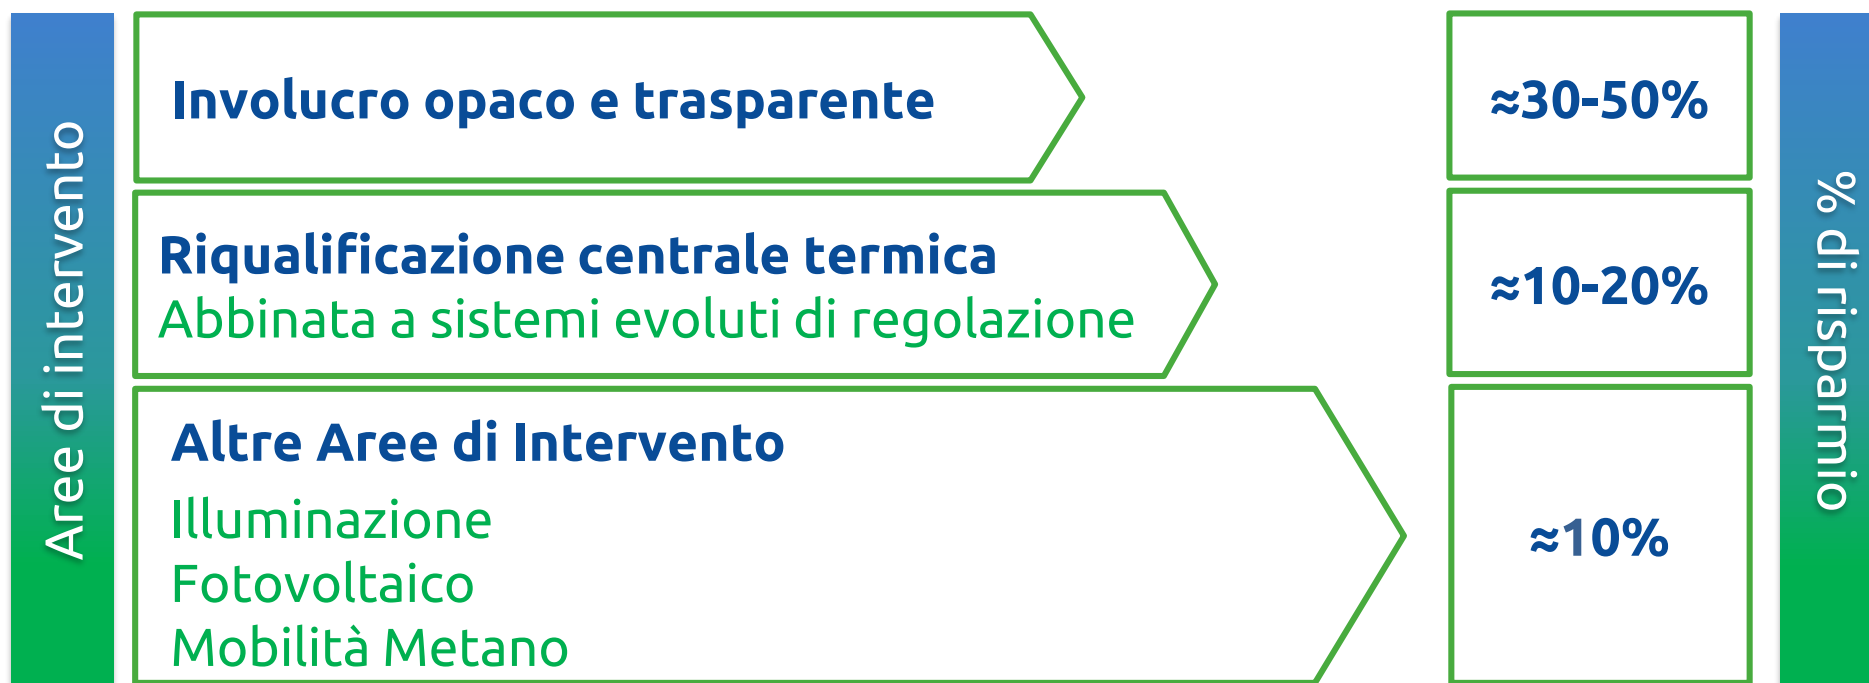 Aree di intervento
Involucro opaco e trasparente
≈30-50%
Riqualificazione centrale termica
Abbinata a sistemi evoluti di regolazione
≈10-20%
Altre Aree di Intervento
Illuminazione
Fotovoltaico
Mobilità Metano
≈10%
% di risparmio